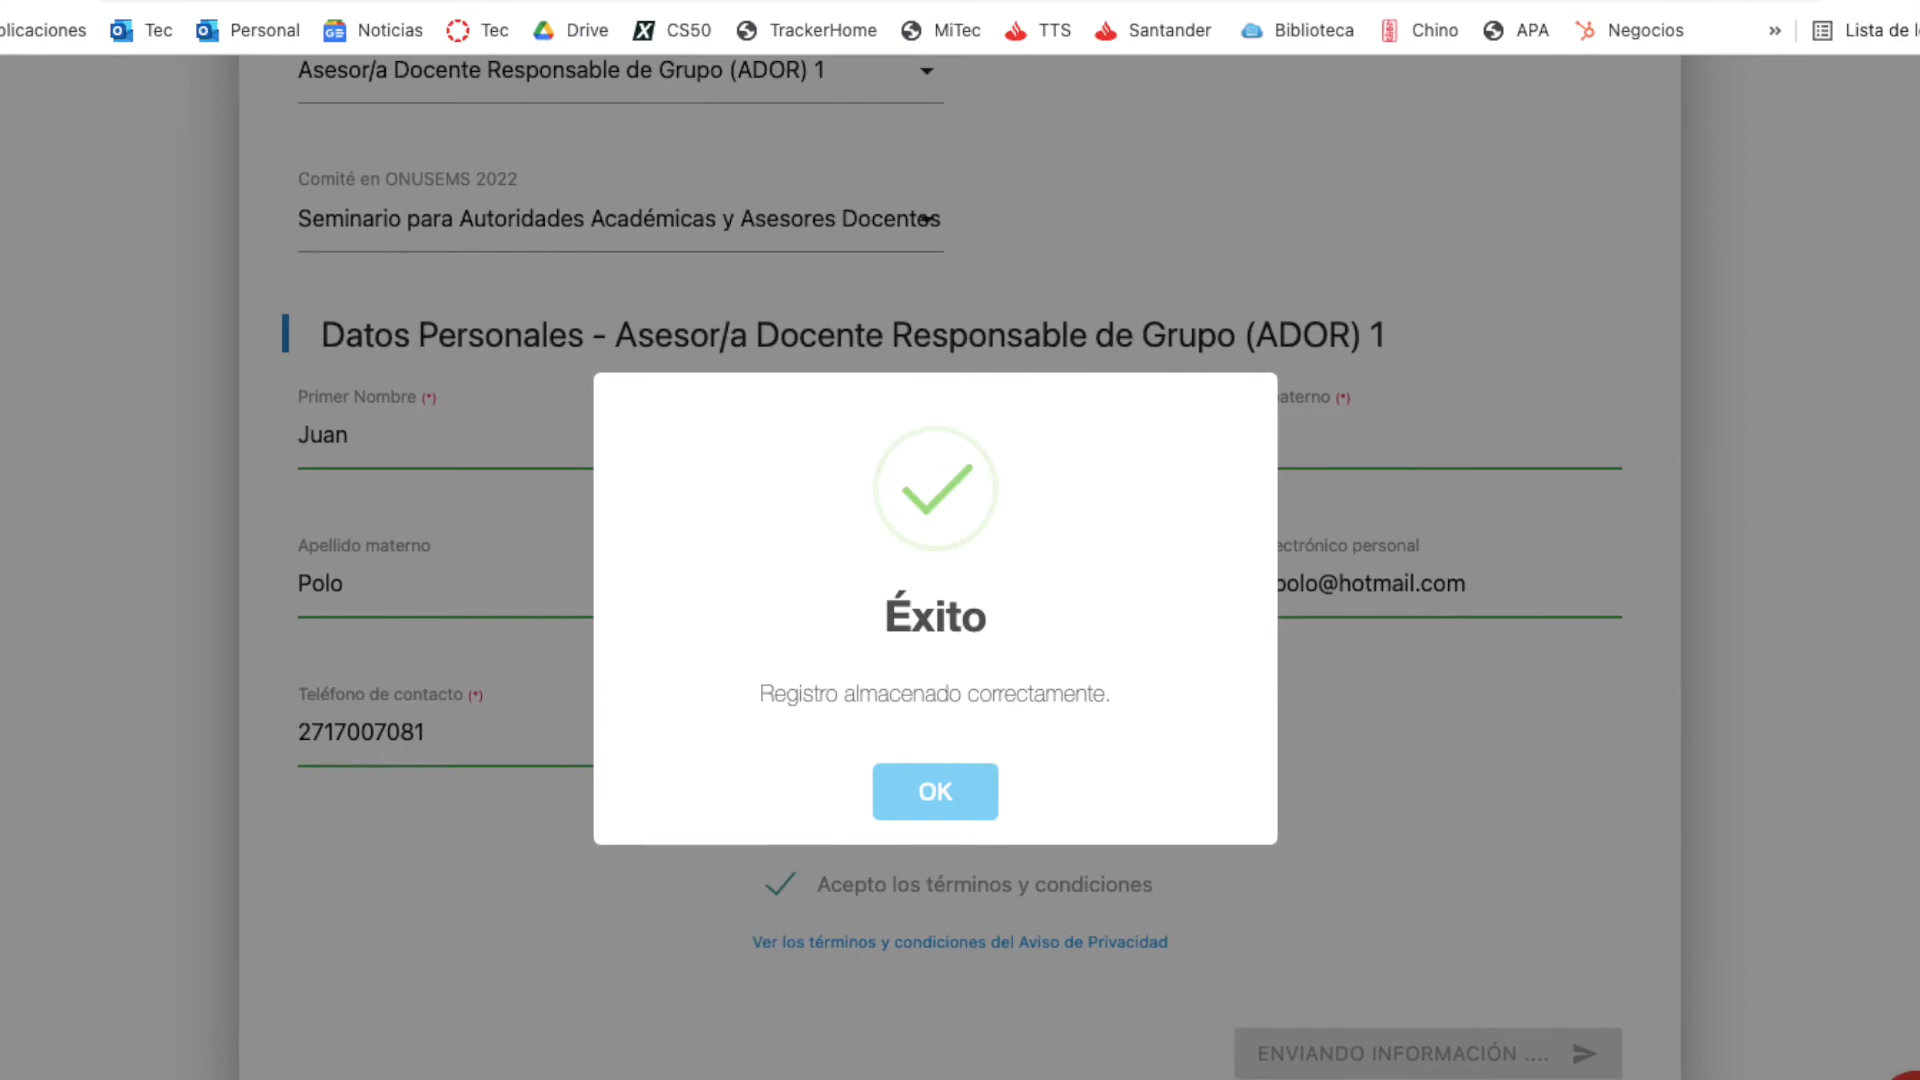 plicaciones Tec Personal Noticias Tec Drive CS50 TrackerHome MiTec TTS Santander Biblioteca Chino APA Negocios » Lista de l
Asesor/a Docente Responsable de Grupo (ADOR) 1
Comité en ONUSEMS 2022
Seminario para Autoridades Académicas y Asesores Docentes
Datos Personales - Asesor/a Docente Responsable de Grupo (ADOR) 1
Primer Nombre (*)
aterno (*)
Juan
Éxito
Registro almacenado correctamente.
OK
Apellido materno
ectrónico personal
Polo
polo@hotmail.com
Teléfono de contacto (*)
2717007081
Acepto los términos y condiciones
Ver los términos y condiciones del Aviso de Privacidad
ENVIANDO INFORMACIÓN ....